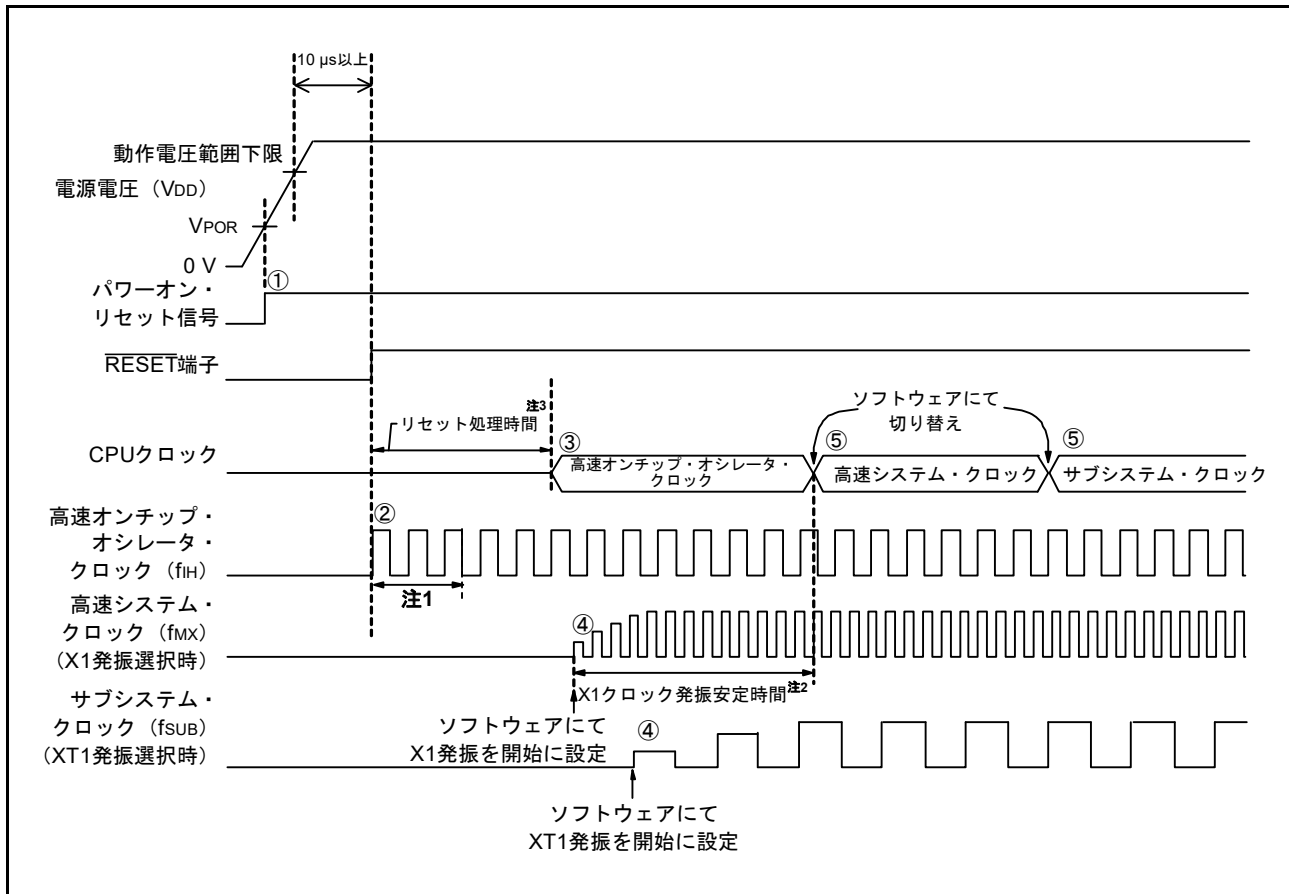 10 µs以上
動作電圧範囲下限
電源電圧（VDD）
VPOR
0 V
①
パワーオン・
リセット信号
RESET端子
注3
リセット処理時間
ソフトウェアにて
切り替え
CPUクロック
③
高速オンチップ・オシレータ・
クロック
⑤
高速システム・クロック
⑤
サブシステム・クロック
高速オンチップ・
オシレータ・
クロック（fIH）
②
注1
高速システム・
クロック（fMX）
（X1発振選択時）
④
X1クロック発振安定時間注2
ソフトウェアにて
X1発振を開始に設定
サブシステム・
クロック（fSUB）
（XT1発振選択時）
④
ソフトウェアにて
XT1発振を開始に設定